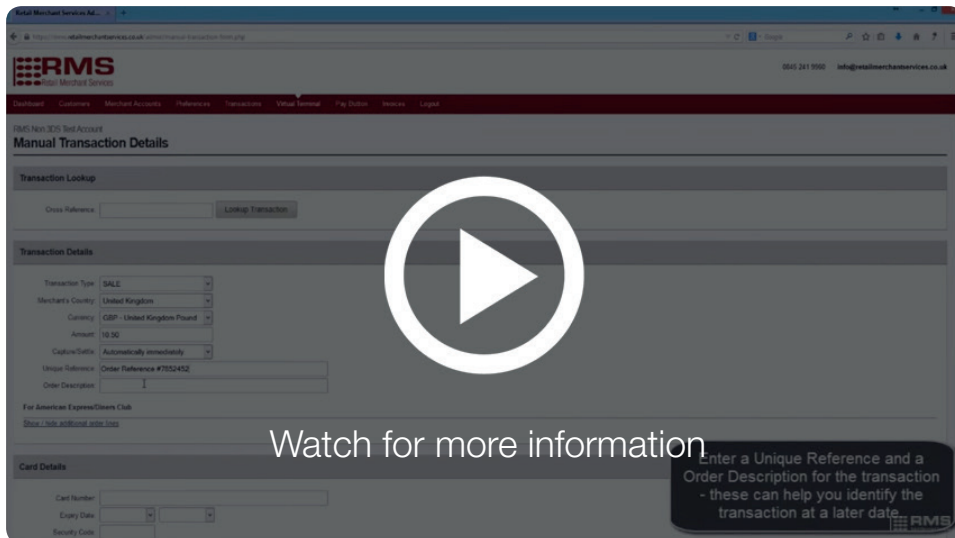 Retail Merchant Services Ad...
retailmerchantservices.co.uk
Google
RMS
Retail Merchant Services
0845 241 9960 info@retailmerchantservices.co.uk
Dashboard Customers Merchant Accounts Preferences Transactions Virtual Terminal Pay Button Invoices Logout
RMS Non 3DS Test Account
Manual Transaction Details
Transaction Lookup
Cross Reference: Lookup Transaction
Transaction Details
Transaction Type: SALE
Merchant's Country: United Kingdom
Currency: GBP - United Kingdom Pound
Amount: 10.50
Capture/Settle: Automatically immediately
Unique Reference: Order Reference #7652452
Order Description:
For American Express/Diners Club
Show / hide additional order lines
Watch for more information
Card Details
Card Number:
Expiry Date:
Security Code:
Enter a Unique Reference and a
Order Description for the transaction
- these can help you identify the
transaction at a later date.
RMS